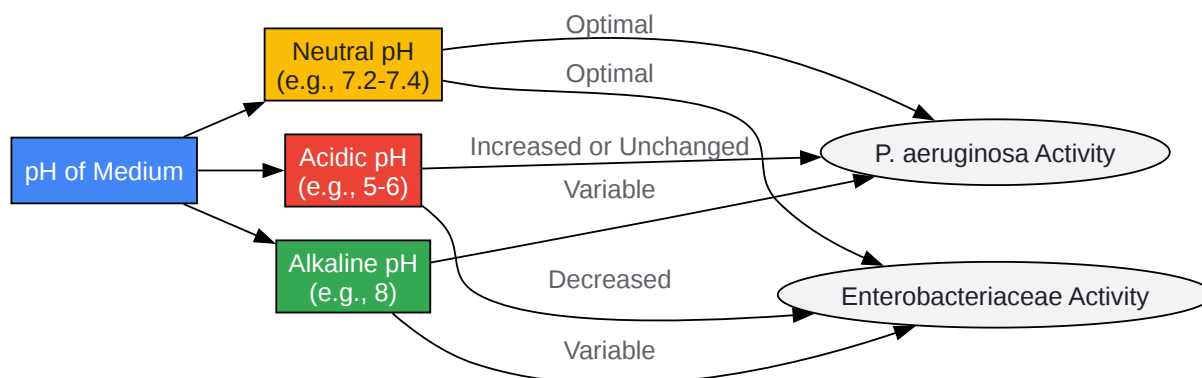 pH of Medium
Neutral pH
(e.g., 7.2-7.4)
Acidic pH
(e.g., 5-6)
Alkaline pH
(e.g., 8)
Optimal
Optimal
Increased or Unchanged
Variable
Decreased
Variable
P. aeruginosa Activity
Enterobacteriaceae Activity